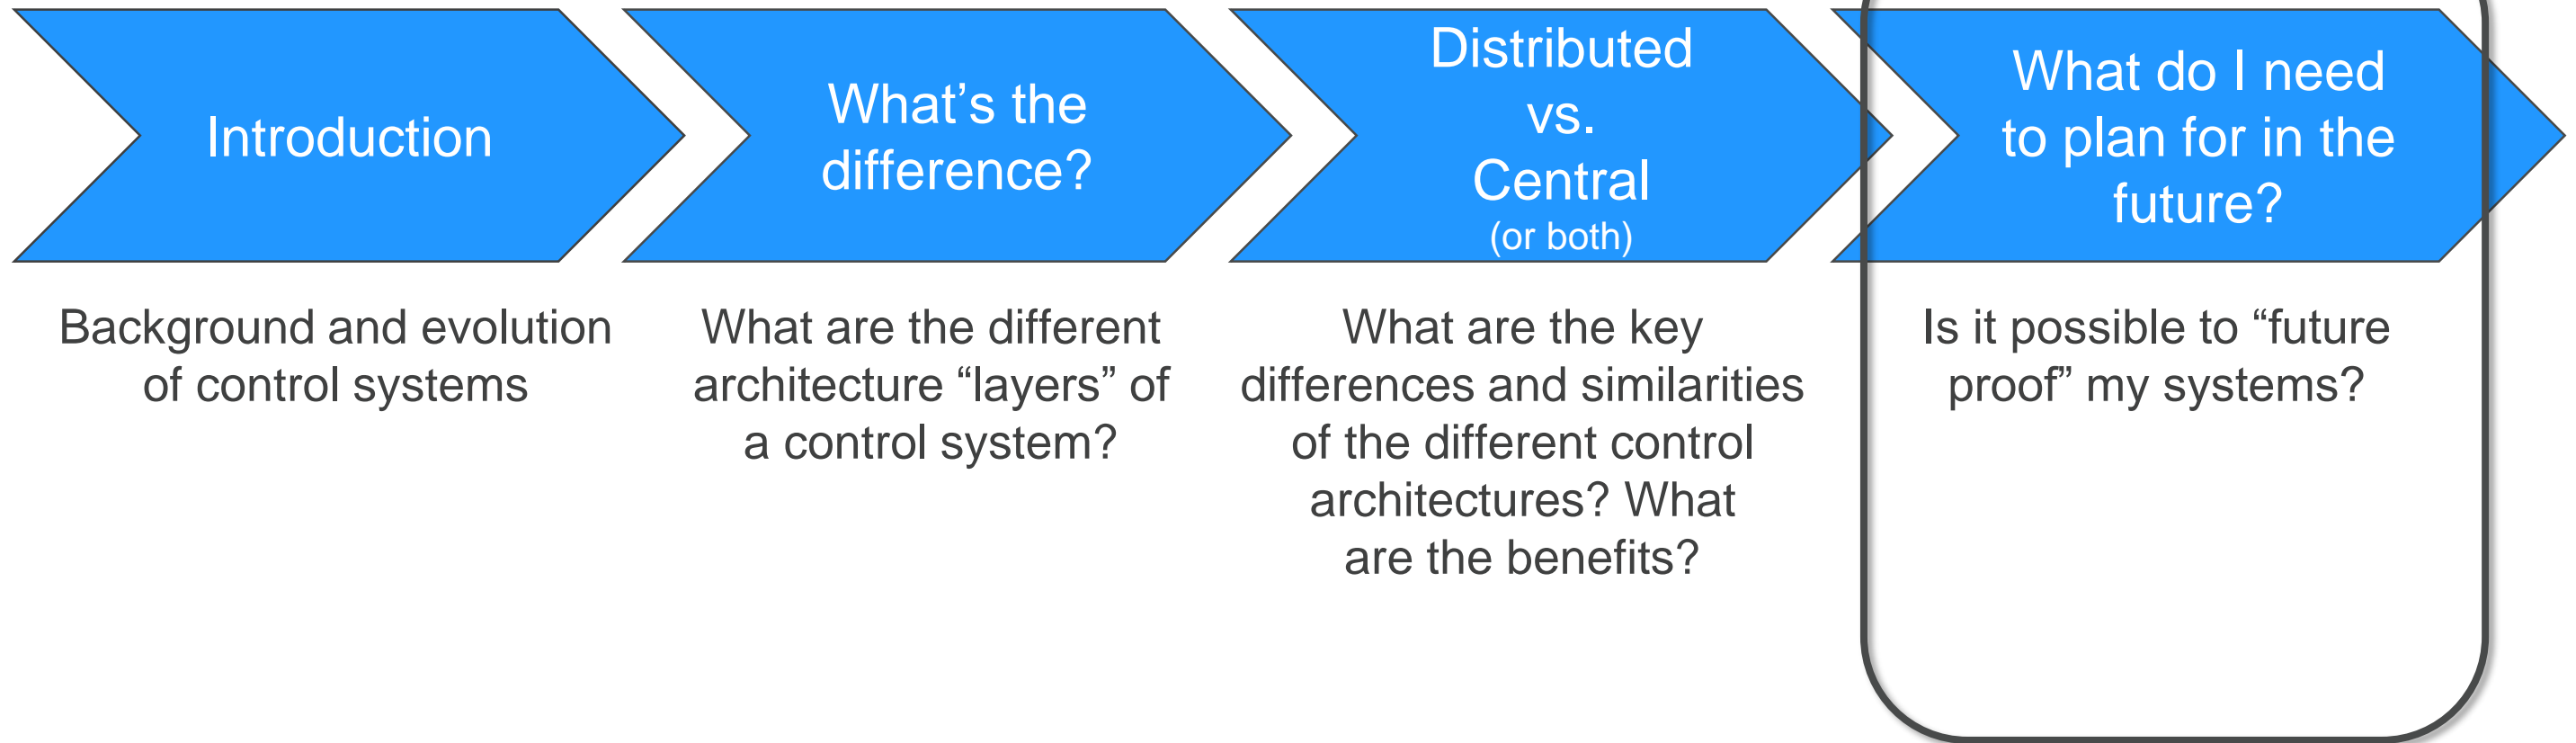 Introduction
What’s the
difference?
Distributed
vs.
Central
(or both)
What do I need
to plan for in the
future?
Background and evolution
of control systems
What are the different
architecture “layers” of
a control system?
What are the key
differences and similarities
of the different control
architectures? What
are the benefits?
Is it possible to “future
proof” my systems?